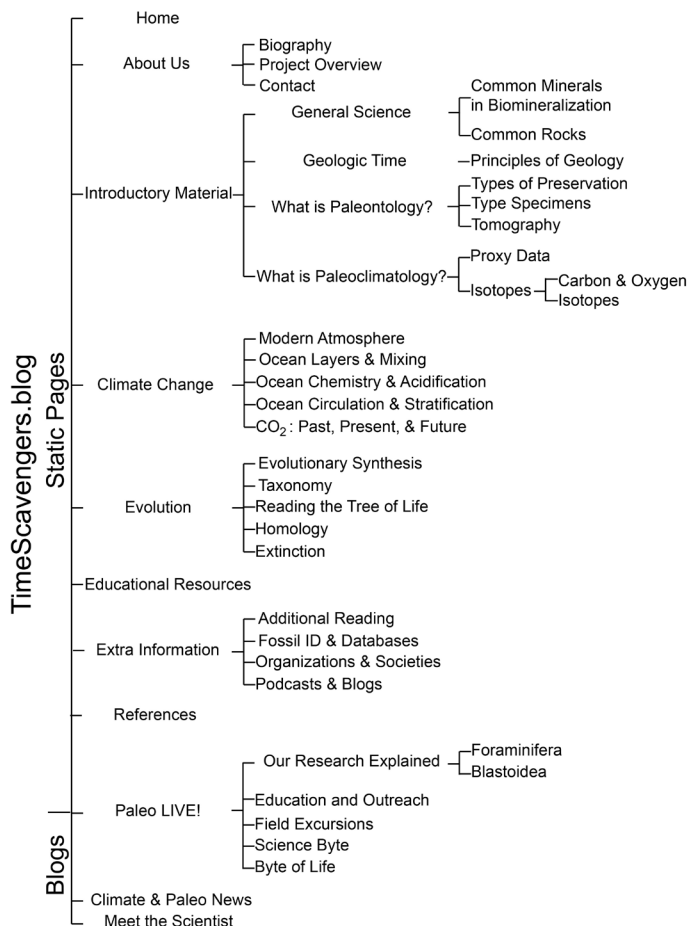 TimeScavengers.blog
Static Pages
Home
About Us
Biography
Project Overview
Contact
Introductory Material
General Science
Common Minerals
in Biomineralization
Common Rocks
Geologic Time
Principles of Geology
What is Paleontology?
Types of Preservation
Type Specimens
Tomography
What is Paleoclimatology?
Proxy Data
Isotopes
Carbon & Oxygen
Isotopes
Climate Change
Modern Atmosphere
Ocean Layers & Mixing
Ocean Chemistry & Acidification
Ocean Circulation & Stratification
CO₂ : Past, Present, & Future
Evolution
Evolutionary Synthesis
Taxonomy
Reading the Tree of Life
Homology
Extinction
Educational Resources
Extra Information
Additional Reading
Fossil ID & Databases
Organizations & Societies
Podcasts & Blogs
References
Blogs
Paleo LIVE!
Our Research Explained
Foraminifera
Blastoidea
Education and Outreach
Field Excursions
Science Byte
Byte of Life
Climate & Paleo News
Meet the Scientist